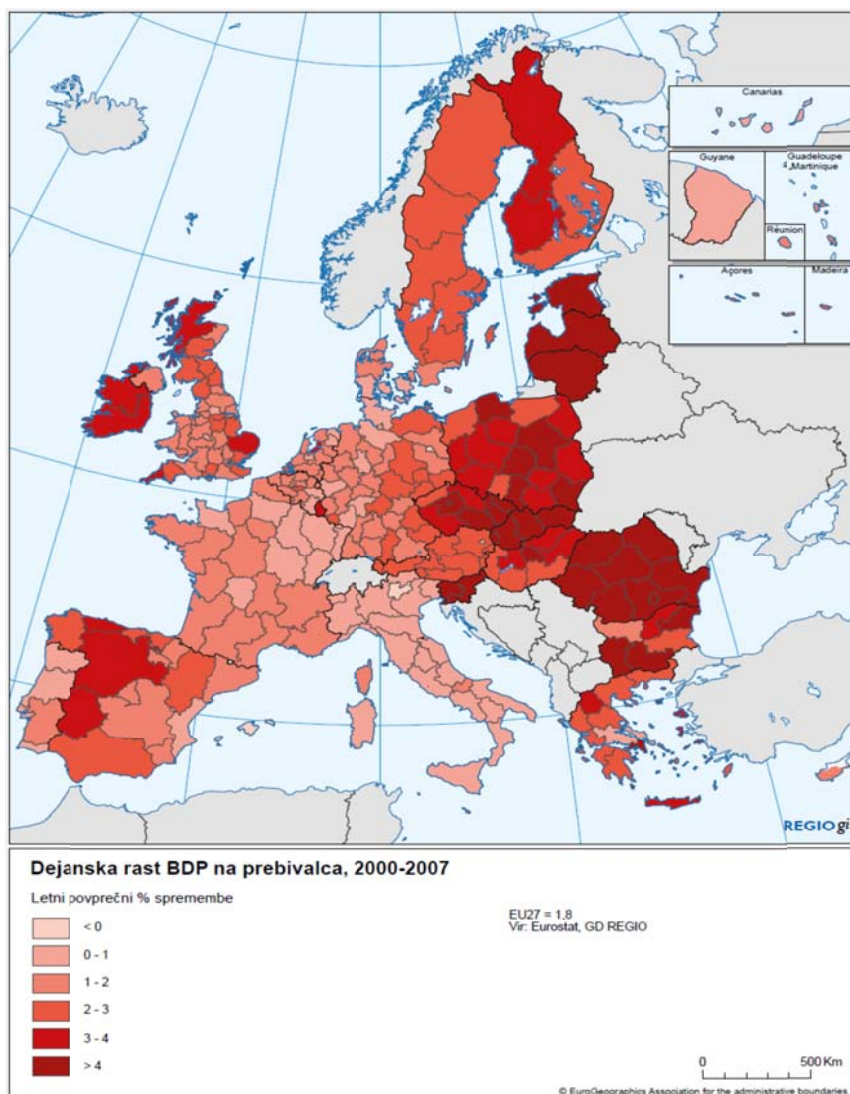 Canarias
Guyane
Guadeloupe
Martinique
Réunion
Açores
Madeira
REGIOgis
Dejanska rast BDP na prebivalca, 2000-2007
Letni povprečni % spremembe
< 0
0 - 1
1 - 2
2 - 3
3 - 4
> 4
EU27 = 1.8
Vir: Eurostat, GD REGIO
0 500 Km
© EuroGeographics Association for the administrative boundaries